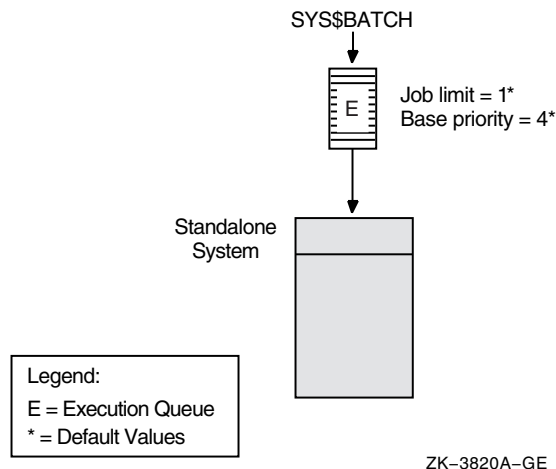 SYS$BATCH
E
Job limit = 1*
Base priority = 4*
Standalone
System
Legend:
E = Execution Queue
* = Default Values
ZK–3820A–GE